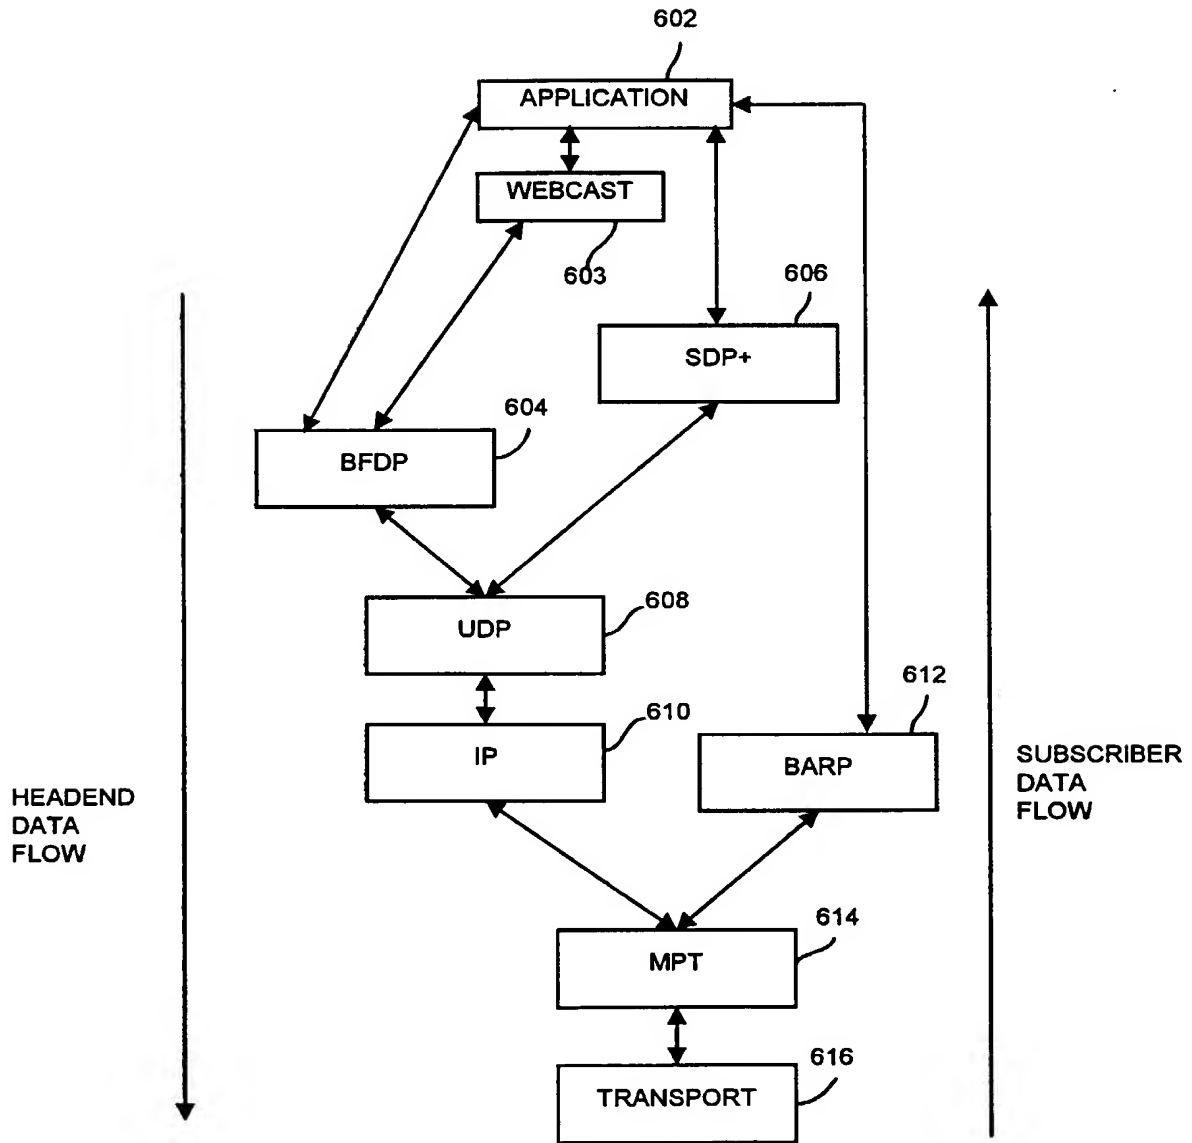 602
APPLICATION
WEBCAST
603
606
SDP+
604
BFDP
608
UDP
610
IP
612
BARP
HEADEND
DATA
FLOW
SUBSCRIBER
DATA
FLOW
614
MPT
616
TRANSPORT